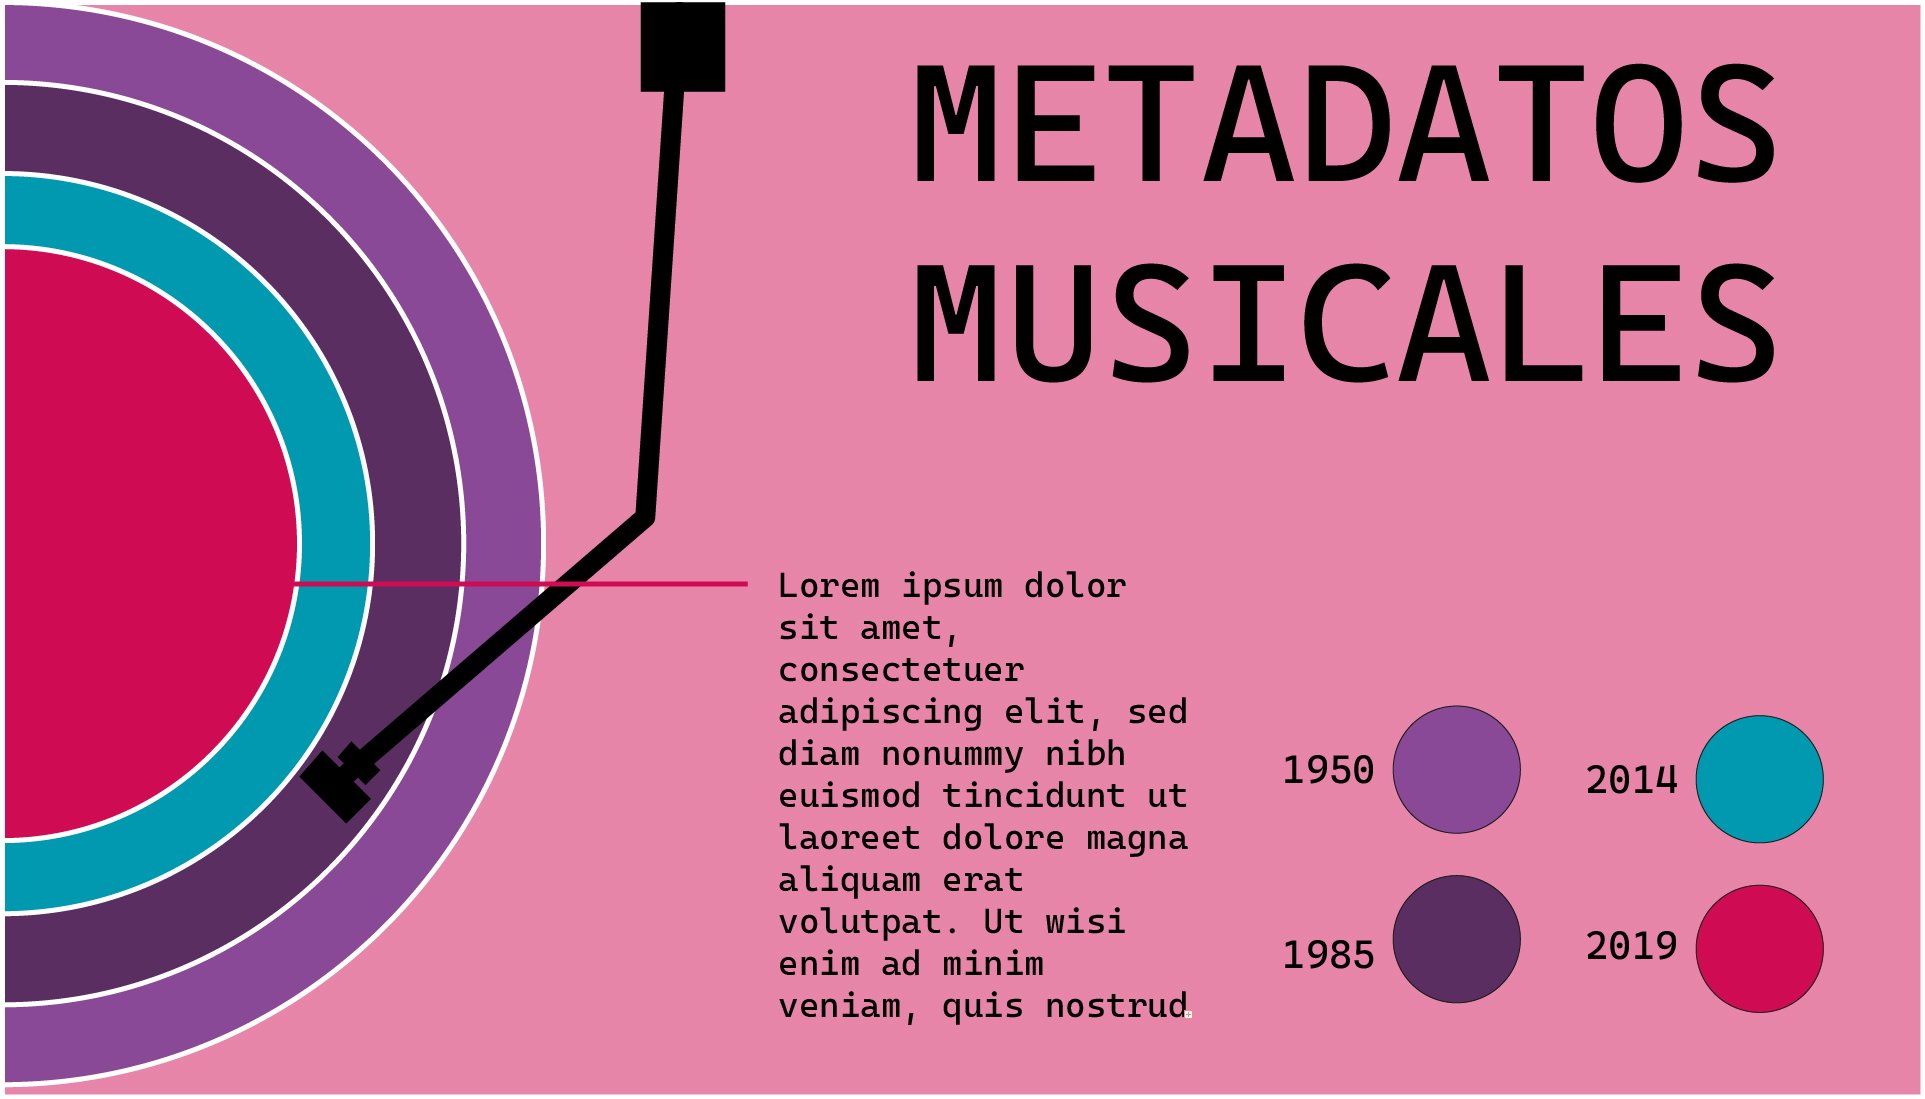 METADATOS
MUSICALES
Lorem ipsum dolor
sit amet,
consectetuer
adipiscing elit, sed
diam nonummy nibh
euismod tincidunt ut
laoreet dolore magna
aliquam erat
volutpat. Ut wisi
enim ad minim
veniam, quis nostrud
1950
2014
1985
2019